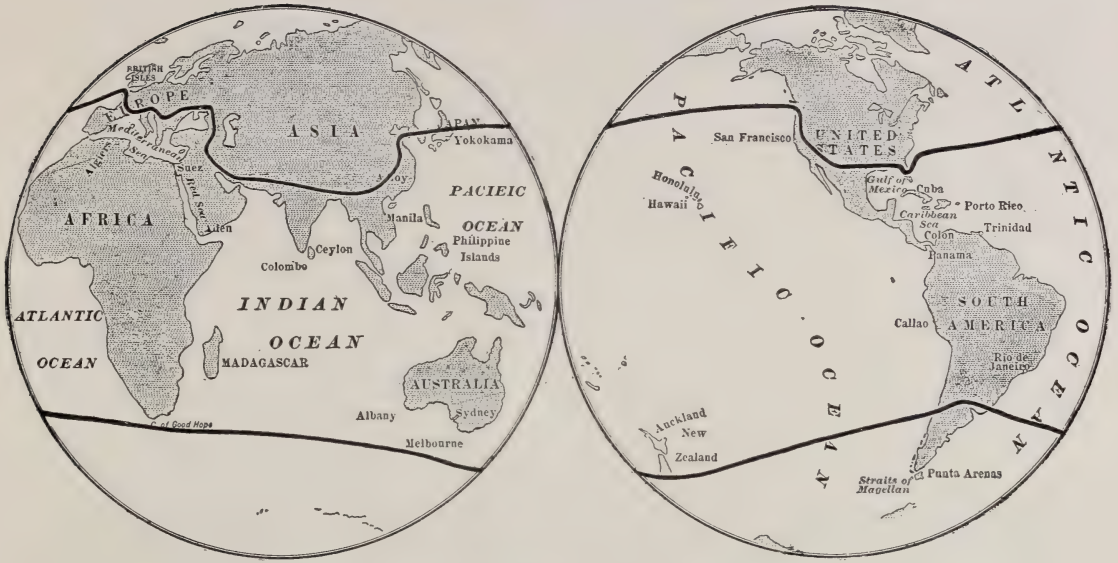 BRITISH
ISLES
EUROPE
ASIA
JAPAN
Yokokama
Mediterranean
Sea
Algiers
Suez
Red Sea
Aden
AFRICA
PACIEIC
OCEAN
Manila
Philippine
Islands
Ceylon
Colombo
INDIAN
OCEAN
ATLANTIC
OCEAN
MADAGASCAR
AUSTRALIA
Albany
Sydney
C. of Good Hope
Melbourne
ATLANTIC OCEAN
PACIFIC OCEAN
San Francisco
UNITED
STATES
Honolulu
Hawaii
Gulf of
Mexico
Cuba
Porto Rico
Caribbean
Sea
Trinidad
Colon
Panama
SOUTH
AMERICA
Callao
Rio de
Janeiro
Auckland
New
Zealand
Punta Arenas
Straits of
Magellan